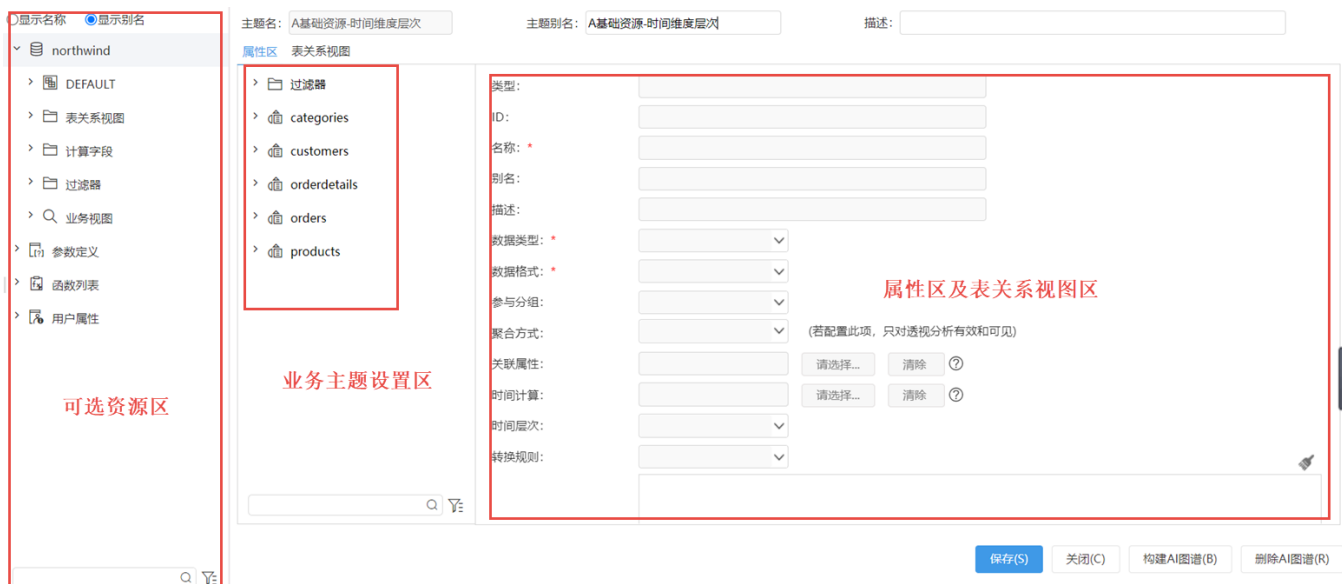 显示名称 显示别名
northwind
DEFAULT
表关系视图
计算字段
过滤器
业务视图
参数定义
函数列表
用户属性
可选资源区
主题名: A基础资源-时间维度层次 主题别名: A基础资源-时间维度层次 描述:
属性区 表关系视图
过滤器
categories
customers
orderdetails
orders
products
业务主题设置区
类型:
ID:
名称: *
别名:
描述:
数据类型: *
数据格式: *
参与分组:
聚合方式: (若配置此项，只对透视分析有效和可见)
关联属性: 请选择... 清除
时间计算: 请选择... 清除
时间层次:
转换规则:
属性区及表关系视图区
保存(S) 关闭(C) 构建AI图谱(B) 删除AI图谱(R)